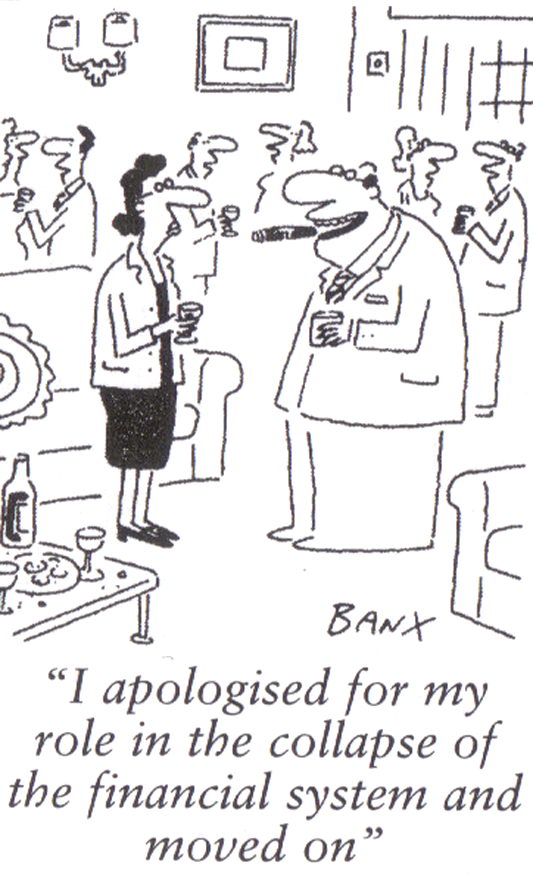 BANX
“I apologised for my
role in the collapse of
the financial system and
moved on”